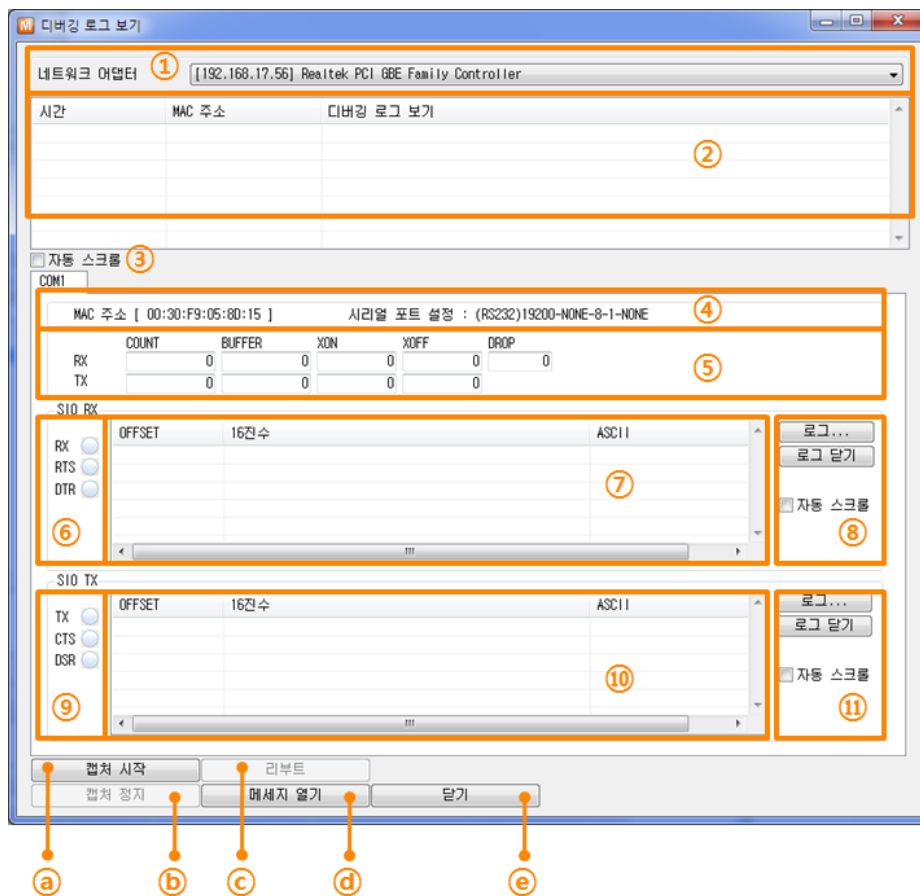 디버깅 로그 보기
네트워크 어댑터 ① [192.168.17.56] Realtek PCI GBE Family Controller
시간 MAC 주소 디버깅 로그 보기
②
자동 스크롤 ③
COM1
MAC 주소 [ 00:30:F9:05:8D:15 ] 시리얼 포트 설정 : (RS232)19200-NONE-8-1-NONE ④
COUNT BUFFER XON XOFF DROP
RX 0 0 0 0 0 ⑤
TX 0 0 0 0
SIO RX
OFFSET 16진수 ASCII 로그...
RX 로그 닫기
RTS
DTR 자동 스크롤
⑥ ⑦ ⑧
SIO TX
OFFSET 16진수 ASCII 로그...
TX 로그 닫기
CTS
DSR 자동 스크롤
⑨ ⑩ ⑪
캡처 시작 리부트
캡처 정지 메세지 열기 닫기
ⓐ ⓑ ⓒ ⓓ ⓔ